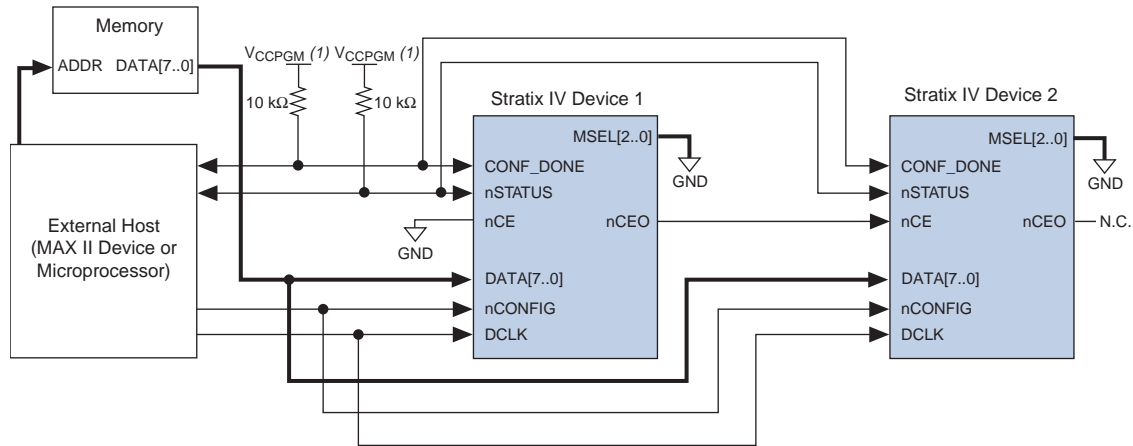 Memory
ADDR DATA[7..0]
VCCPGM (1) VCCPGM (1)
10 kΩ 10 kΩ
Stratix IV Device 1
MSEL[2..0]
GND
CONF_DONE
nSTATUS
nCE nCEO
GND
DATA[7..0]
nCONFIG
DCLK
External Host
(MAX II Device or
Microprocessor)
Stratix IV Device 2
MSEL[2..0]
GND
CONF_DONE
nSTATUS
nCE nCEO N.C.
DATA[7..0]
nCONFIG
DCLK